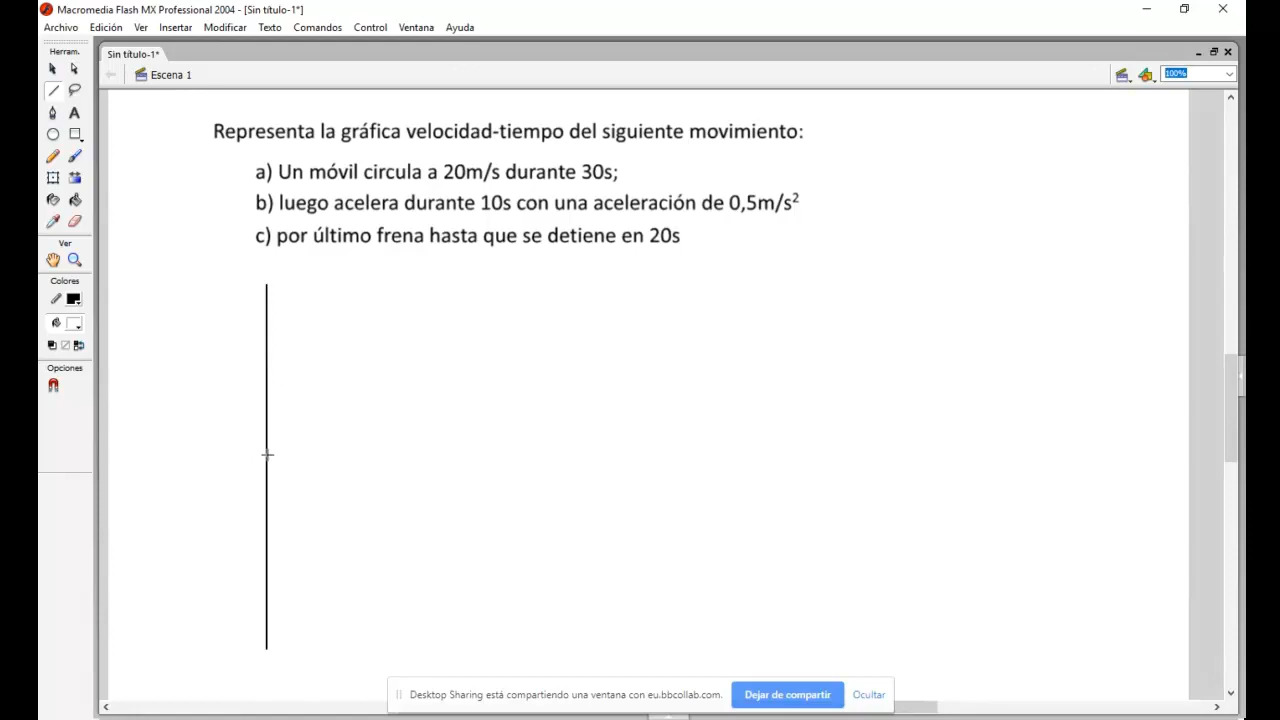 Macromedia Flash MX Professional 2004 - [Sin título-1*]
Archivo Edición Ver Insertar Modificar Texto Comandos Control Ventana Ayuda
Herram.
Sin título-1*
Escena 1
100%
Representa la gráfica velocidad-tiempo del siguiente movimiento:
a) Un móvil circula a 20m/s durante 30s;
b) luego acelera durante 10s con una aceleración de 0,5m/s²
c) por último frena hasta que se detiene en 20s
Ver
Colores
Opciones
Desktop Sharing está compartiendo una ventana con eu.bbcollab.com.
Dejar de compartir
Ocultar